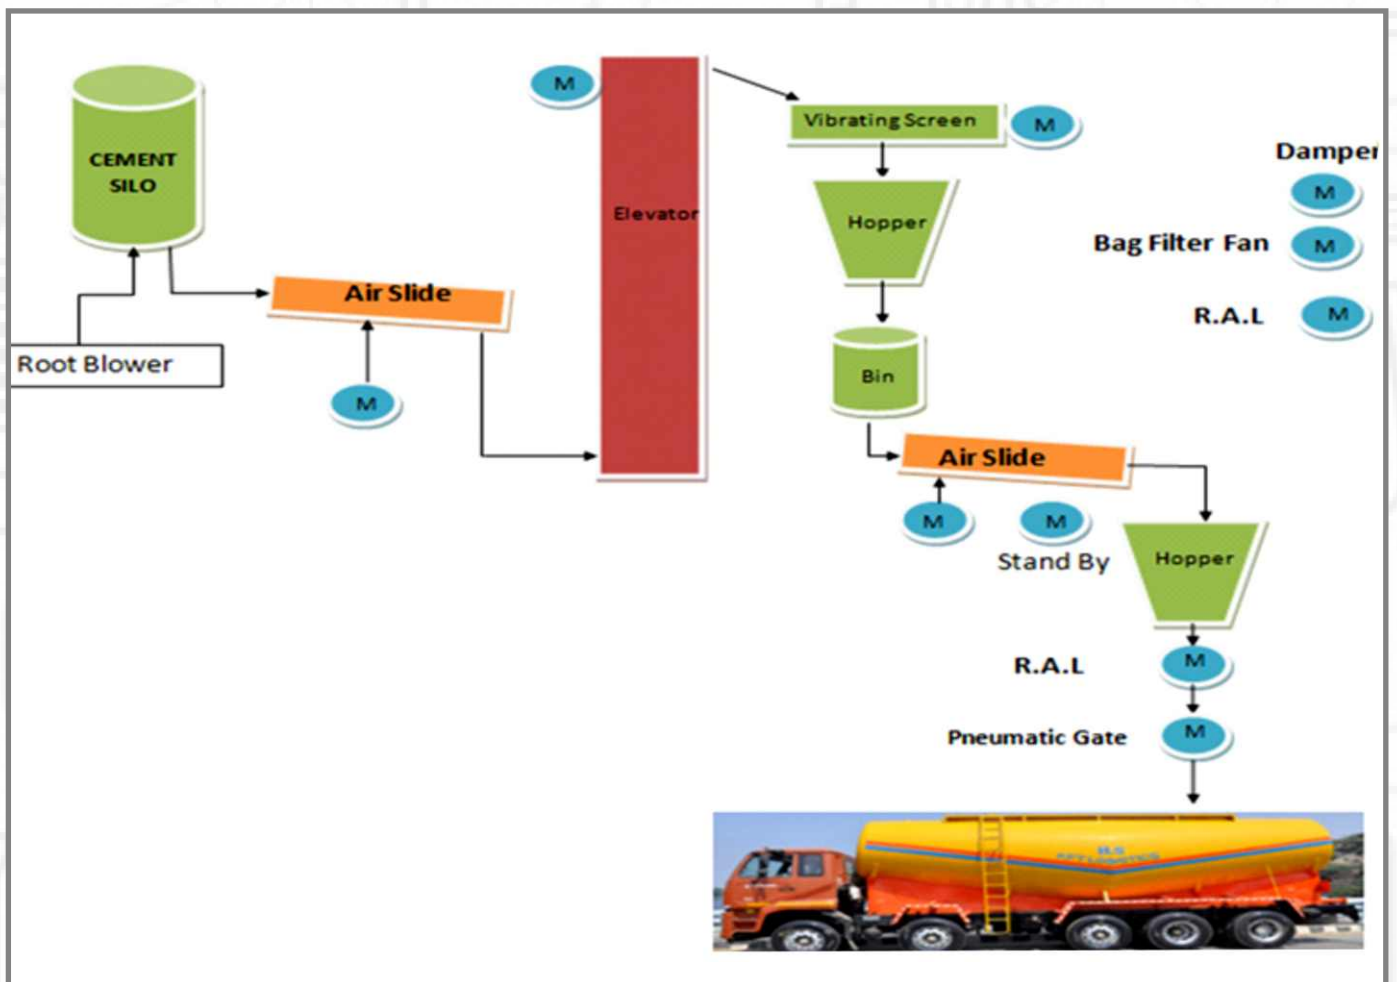 M
CEMENT
SILO
Elevator
Vibrating Screen
M
Damper
M
Hopper
Bag Filter Fan
M
Air Slide
R.A.L
M
Root Blower
M
Bin
Air Slide
M
M
Stand By
Hopper
R.A.L
M
Pneumatic Gate
M